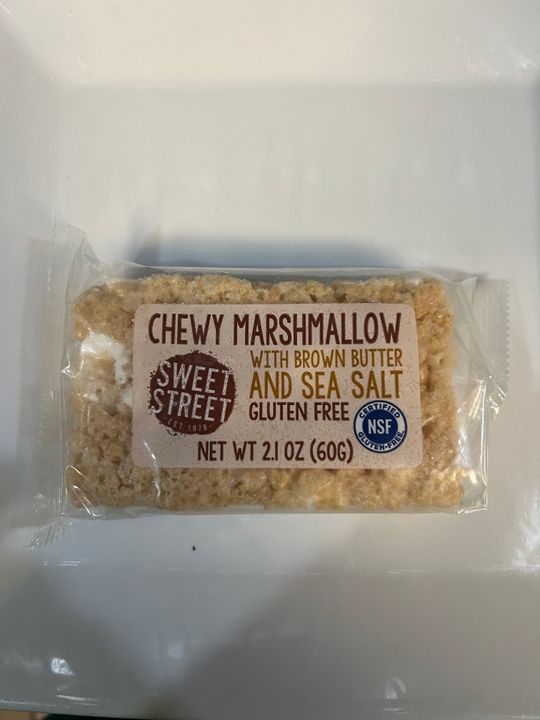 CHEWY MARSHMALLOW
SWEET
STREET
EST. 1979
WITH BROWN BUTTER
AND SEA SALT
GLUTEN FREE
CERTIFIED
NSF
GLUTEN-FREE
NET WT 2.1 OZ (60G)